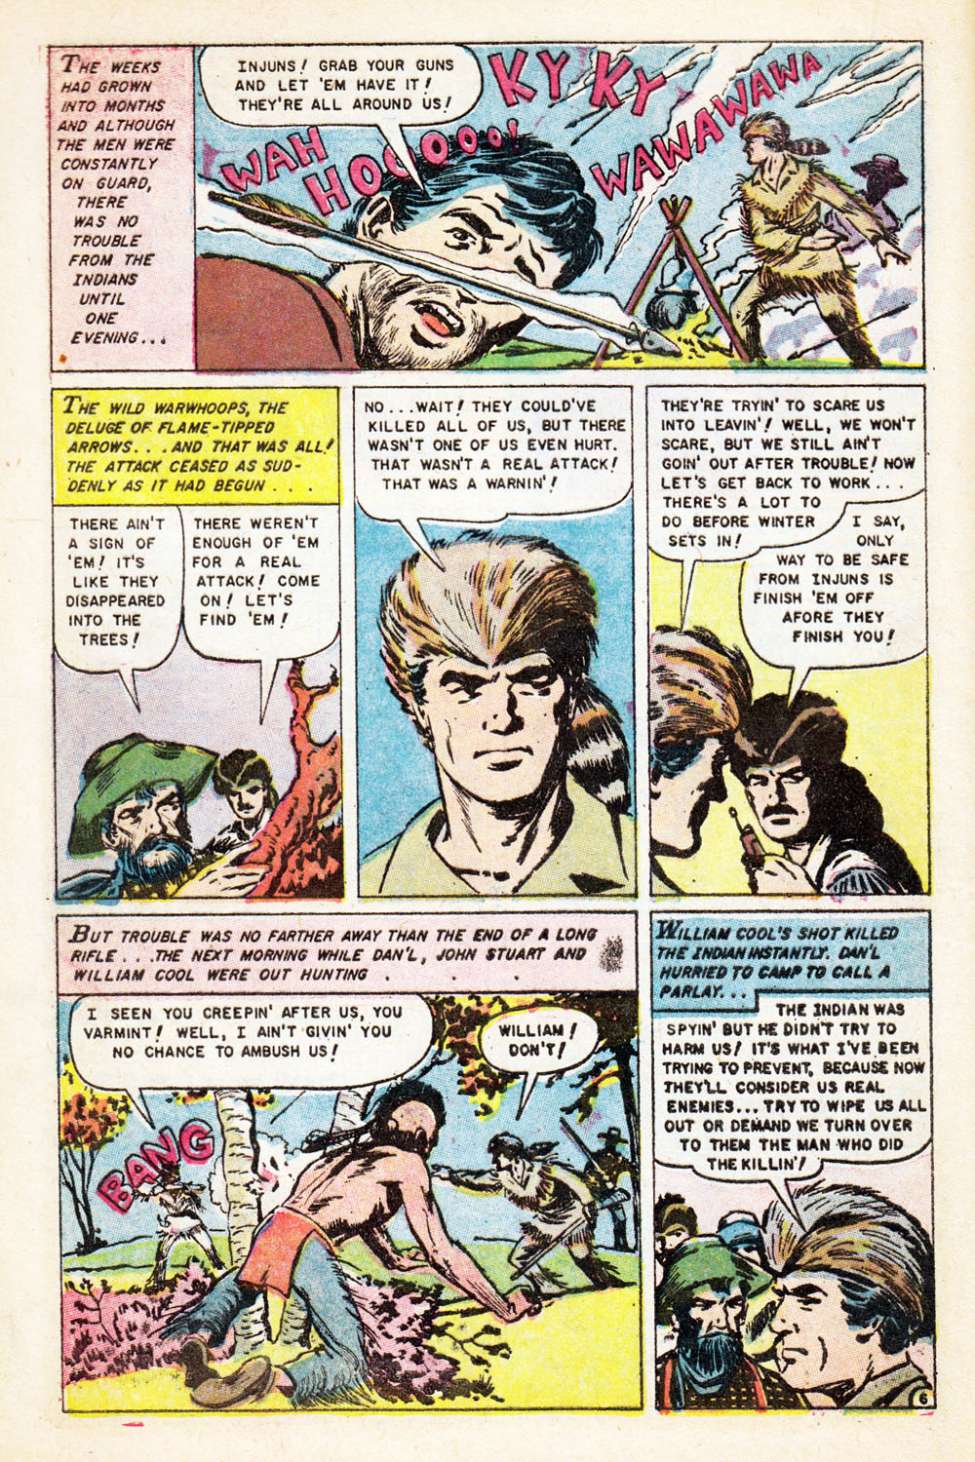 THE WEEKS
HAD GROWN
INTO MONTHS
AND ALTHOUGH
THE MEN WERE
CONSTANTLY
ON GUARD,
THERE
WAS NO
TROUBLE
FROM THE
INDIANS
UNTIL
ONE
EVENING...
INJUNS! GRAB YOUR GUNS
AND LET 'EM HAVE IT!
THEY'RE ALL AROUND US!
WAH
HOOOOO!
KY KY
WAWAWAWA
THE WILD WARWHOOPS, THE
DELUGE OF FLAME-TIPPED
ARROWS...AND THAT WAS ALL!
THE ATTACK CEASED AS SUD-
DENLY AS IT HAD BEGUN . . .
THERE AIN'T
A SIGN OF
'EM! IT'S
LIKE THEY
DISAPPEARED
INTO THE
TREES!
THERE WEREN'T
ENOUGH OF 'EM
FOR A REAL
ATTACK! COME
ON! LET'S
FIND 'EM!
NO...WAIT! THEY COULD'VE
KILLED ALL OF US, BUT THERE
WASN'T ONE OF US EVEN HURT.
THAT WASN'T A REAL ATTACK!
THAT WAS A WARNIN'!
THEY'RE TRYIN' TO SCARE US
INTO LEAVIN'! WELL, WE WON'T
SCARE, BUT WE STILL AIN'T
GOIN' OUT AFTER TROUBLE! NOW
LET'S GET BACK TO WORK...
THERE'S A LOT TO
DO BEFORE WINTER
SETS IN!
I SAY,
ONLY
WAY TO BE SAFE
FROM INJUNS IS
FINISH 'EM OFF
AFORE THEY
FINISH YOU!
BUT TROUBLE WAS NO FARTHER AWAY THAN THE END OF A LONG
RIFLE...THE NEXT MORNING WHILE DAN'L, JOHN STUART AND
WILLIAM COOL WERE OUT HUNTING . . . .
I SEEN YOU CREEPIN' AFTER US, YOU
VARMINT! WELL, I AIN'T GIVIN' YOU
NO CHANCE TO AMBUSH US!
WILLIAM!
DON'T!
BANG
WILLIAM COOL'S SHOT KILLED
THE INDIAN INSTANTLY. DAN'L
HURRIED TO CAMP TO CALL A
PARLAY...
THE INDIAN WAS
SPYIN' BUT HE DIDN'T TRY TO
HARM US! IT'S WHAT I'VE BEEN
TRYING TO PREVENT, BECAUSE NOW
THEY'LL CONSIDER US REAL
ENEMIES...TRY TO WIPE US ALL
OUT OR DEMAND WE TURN OVER
TO THEM THE MAN WHO DID
THE KILLIN'!
6